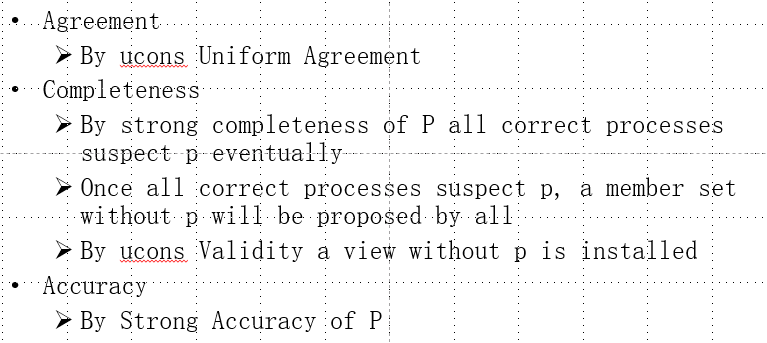 • Agreement
➢ By ucons Uniform Agreement
• Completeness
➢ By strong completeness of P all correct processes
suspect p eventually
➢ Once all correct processes suspect p, a member set
without p will be proposed by all
➢ By ucons Validity a view without p is installed
• Accuracy
➢ By Strong Accuracy of P